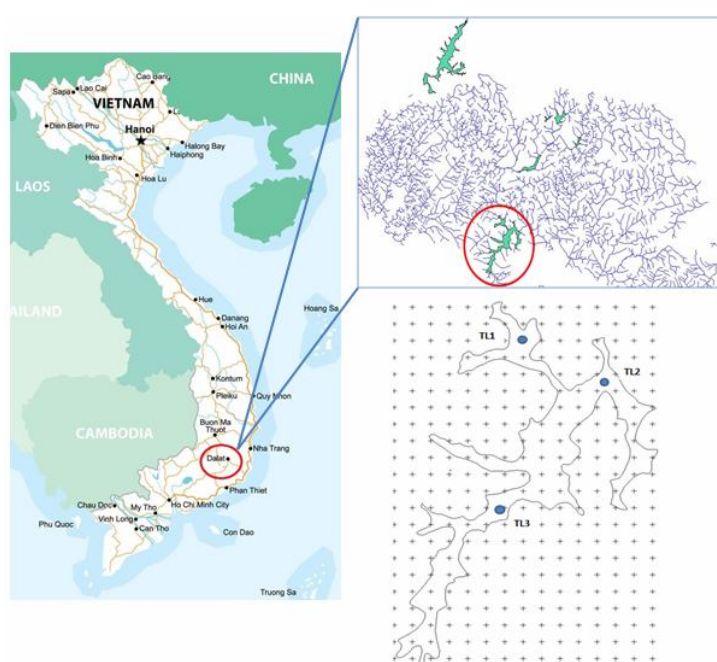 CHINA
Cao Bang
Lao Cai
Sapa
VIETNAM
Dien Bien Phu
Hanoi
Halong Bay
Haiphong
Hoa Binh
Hoa Lu
LAOS
Hue
Hoang Sa
Danang
Hoi An
AILAND
Kontum
Pleiku
Quy Nhon
Buon Ma
Thuot
CAMBODIA
Nha Trang
Dalat
Phan Thiet
Chau Doc
My Tho
Ho Chi Minh City
Phu Quoc
Vinh Long
Can Tho
Con Dao
Truong Sa
TL1
TL2
TL3